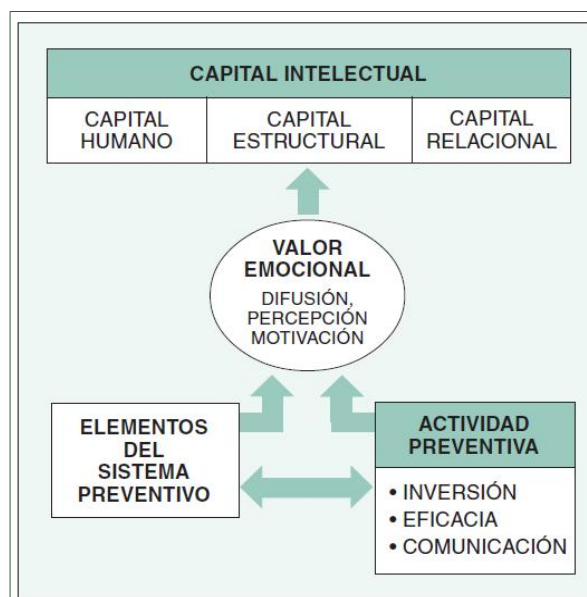 CAPITAL INTELECTUAL
CAPITAL
HUMANO
CAPITAL
ESTRUCTURAL
CAPITAL
RELACIONAL
VALOR
EMOCIONAL
DIFUSIÓN,
PERCEPCIÓN
MOTIVACIÓN
ELEMENTOS
DEL
SISTEMA
PREVENTIVO
ACTIVIDAD
PREVENTIVA
• INVERSIÓN
• EFICACIA
• COMUNICACIÓN